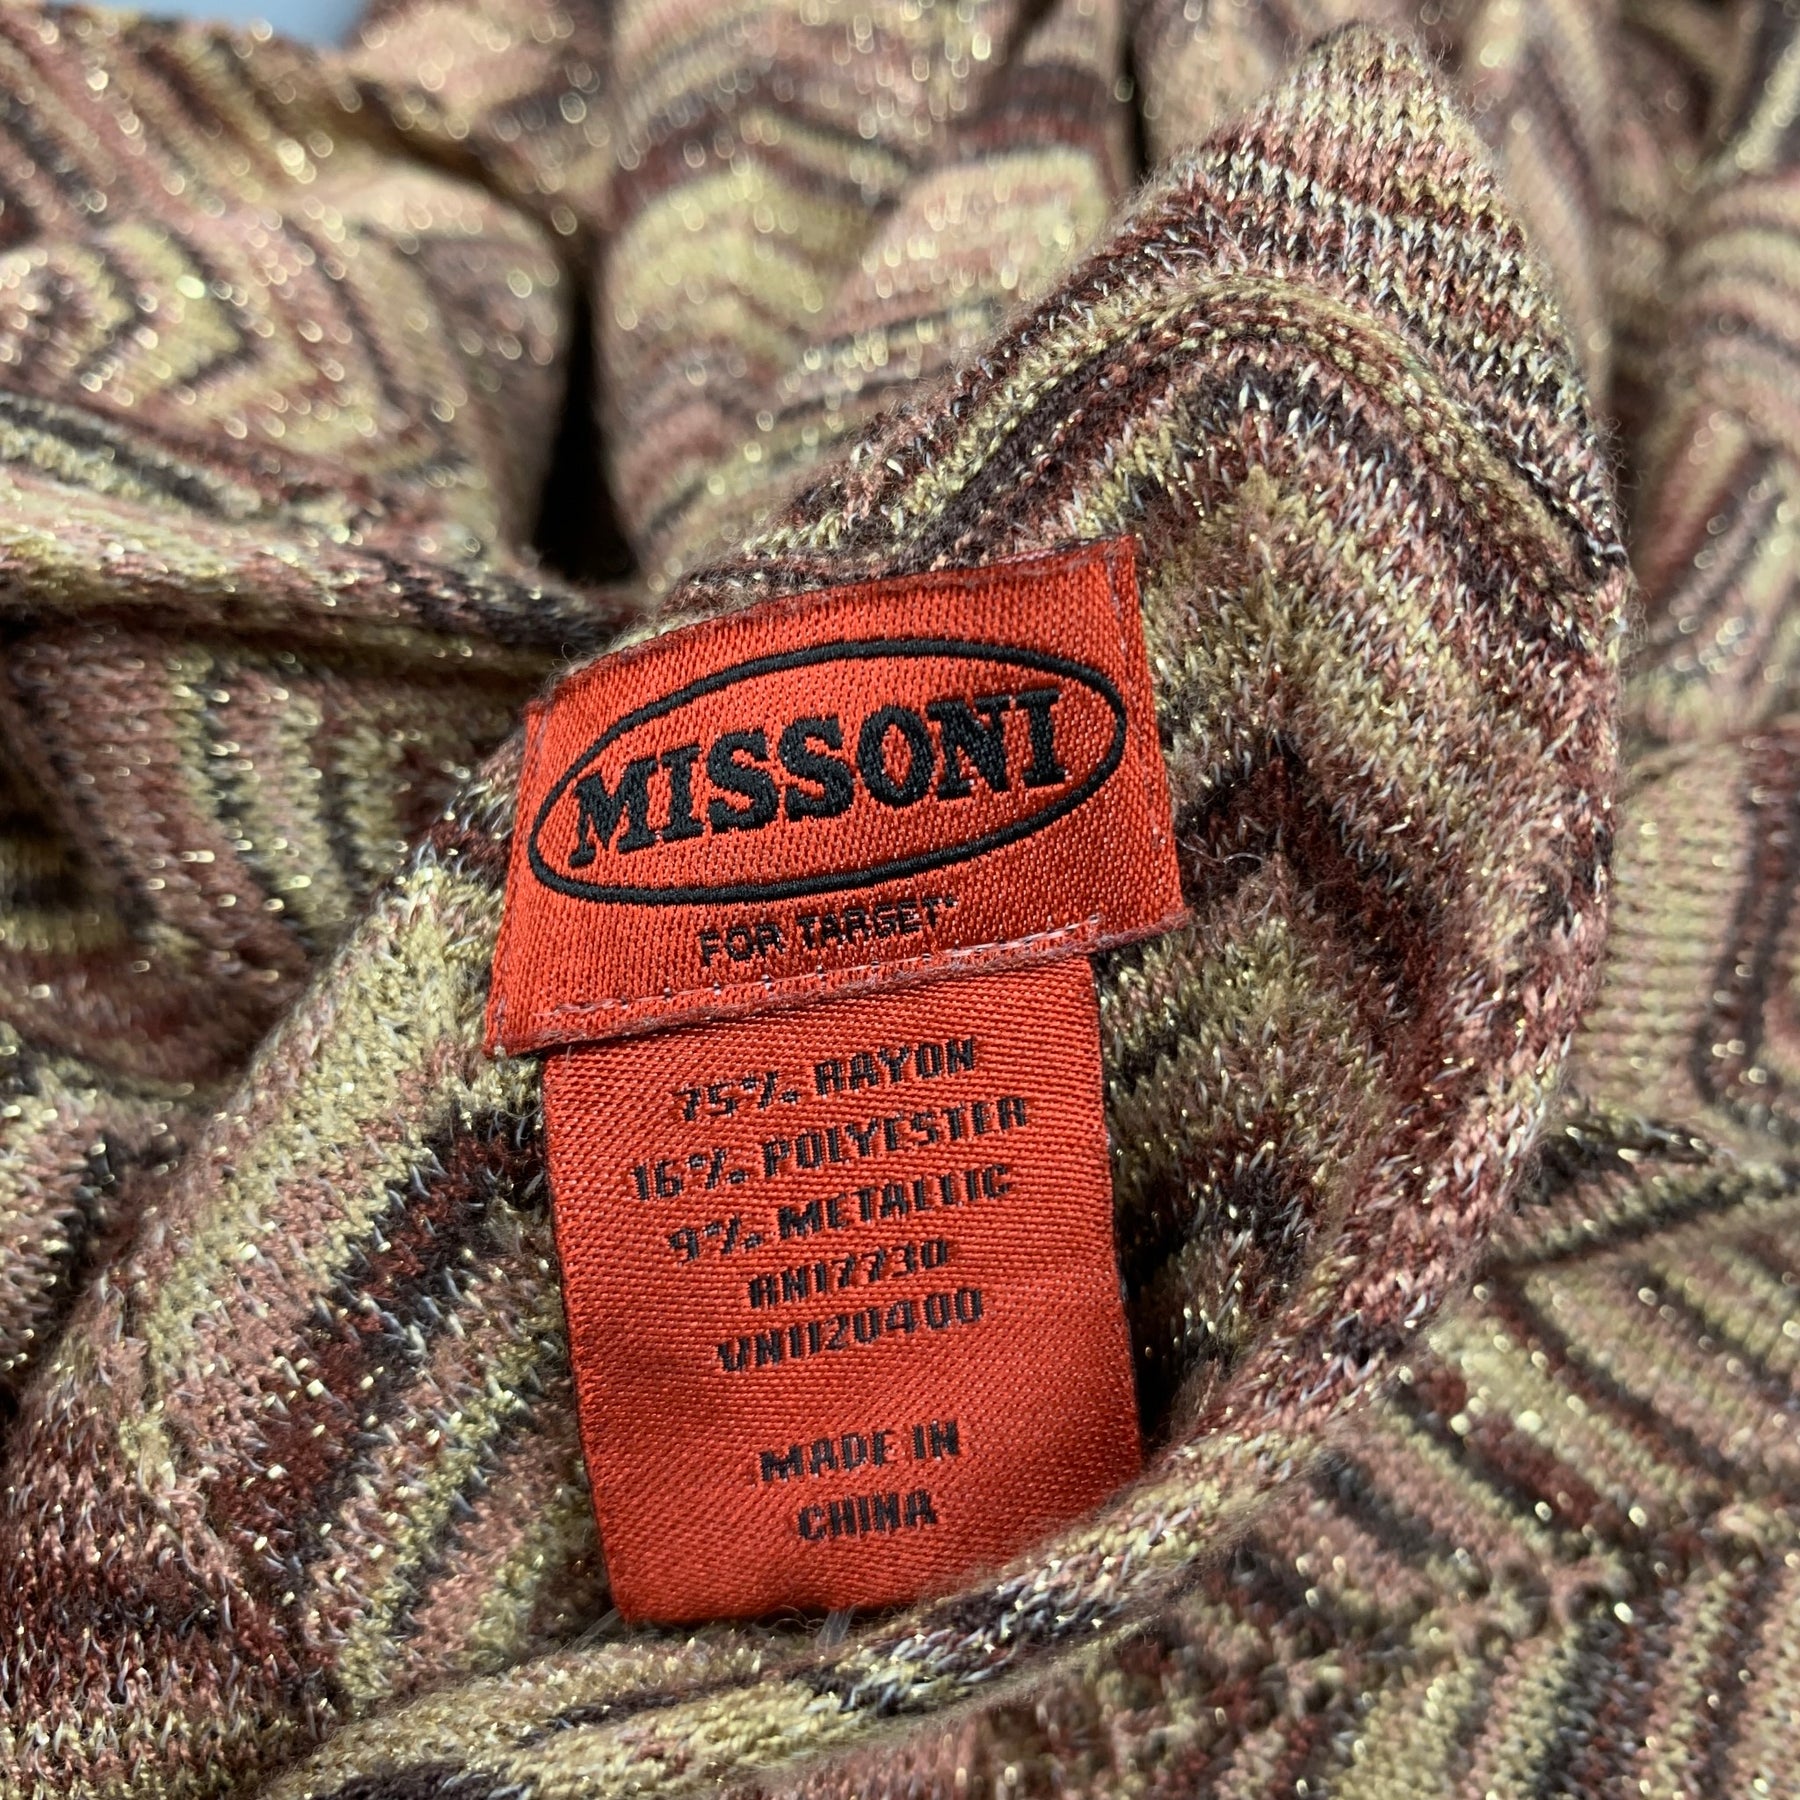 MISSONI
FOR TARGET*
75% RAYON
16% POLYESTER
9% METALLIC
RN17730
VN1120400
MADE IN
CHINA